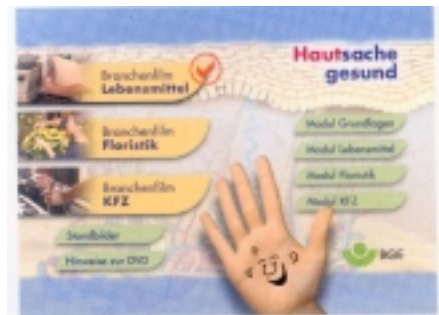 Hautsache
gesund
Branchenfilm
Lebensmittel
Branchenfilm
Floristik
Branchenfilm
KFZ
Standbilder
Hinweise zur DVD
Modul Grundlagen
Modul Lebensmittel
Modul Floristik
Modul KFZ